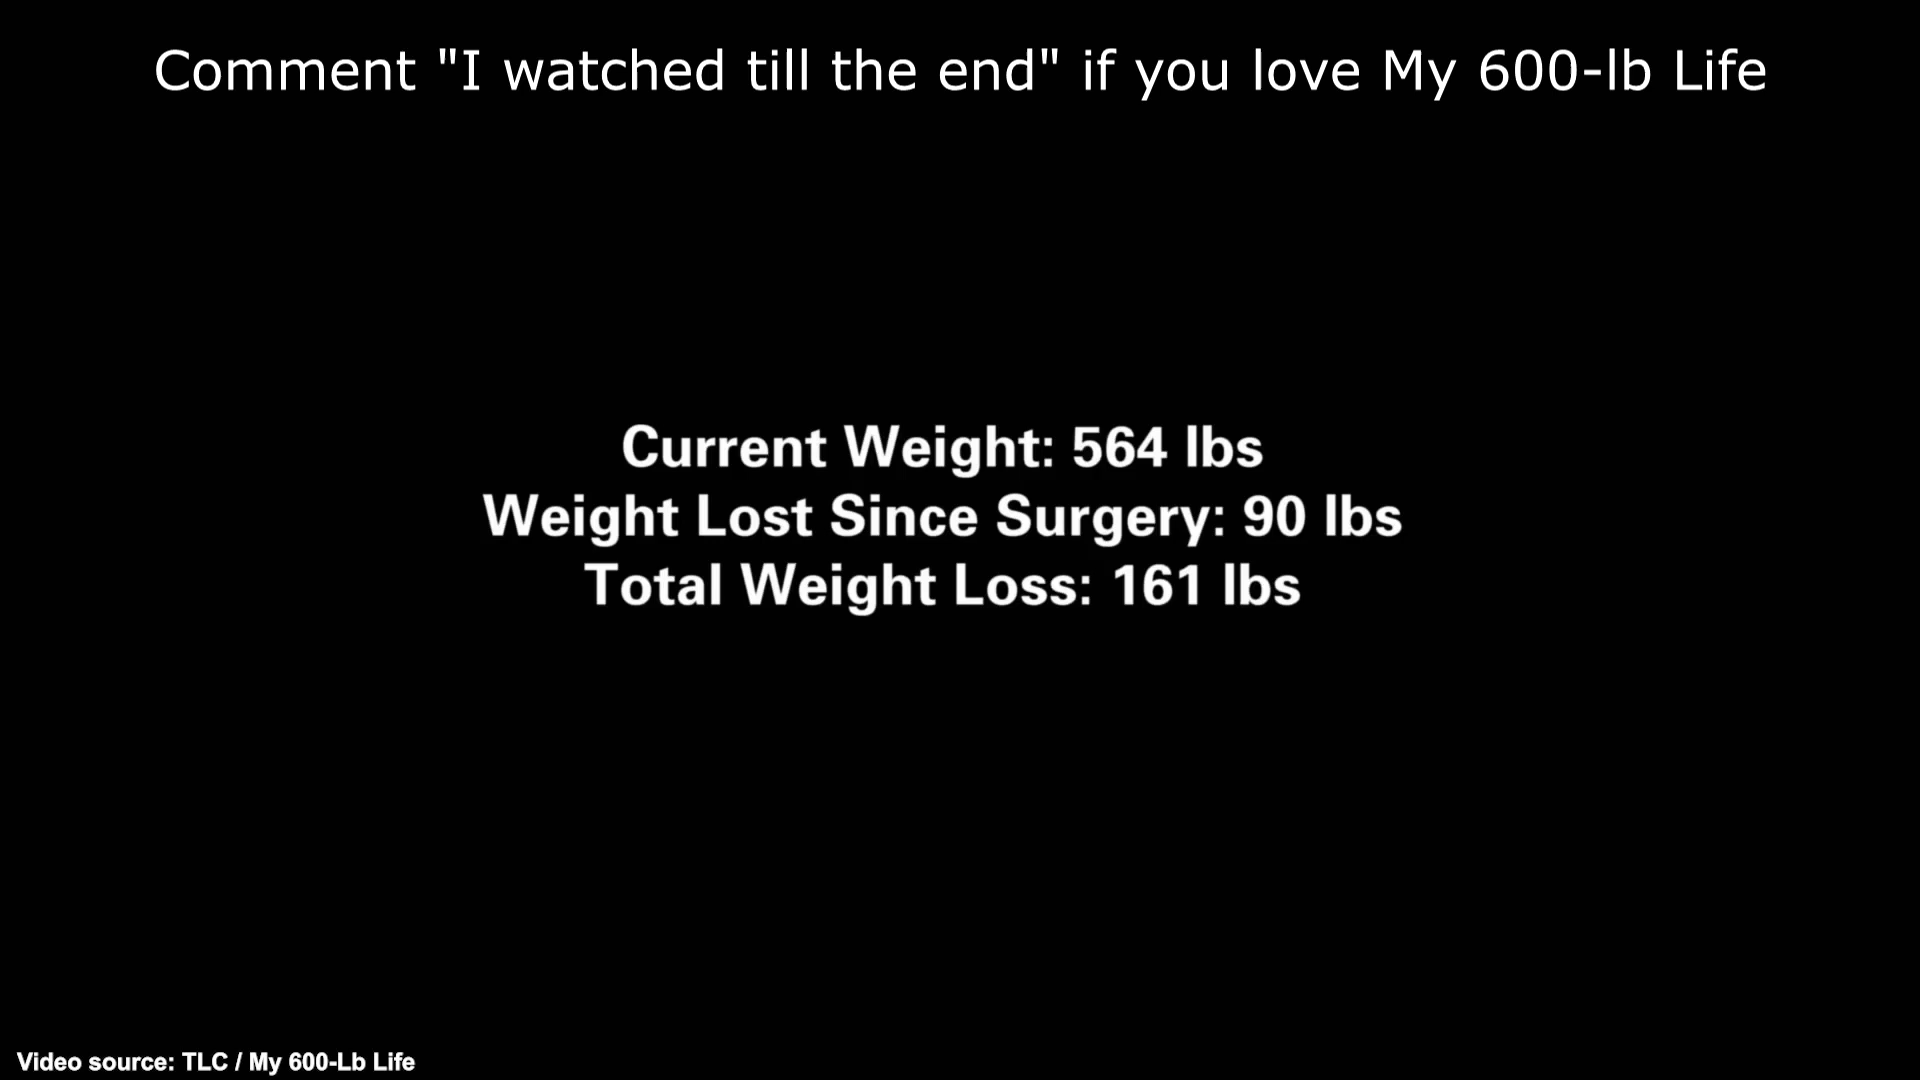 Comment "I watched till the end" if you love My 600-lb Life
Current Weight: 564 lbs
Weight Lost Since Surgery: 90 lbs
Total Weight Loss: 161 lbs
Video source: TLC / My 600-Lb Life